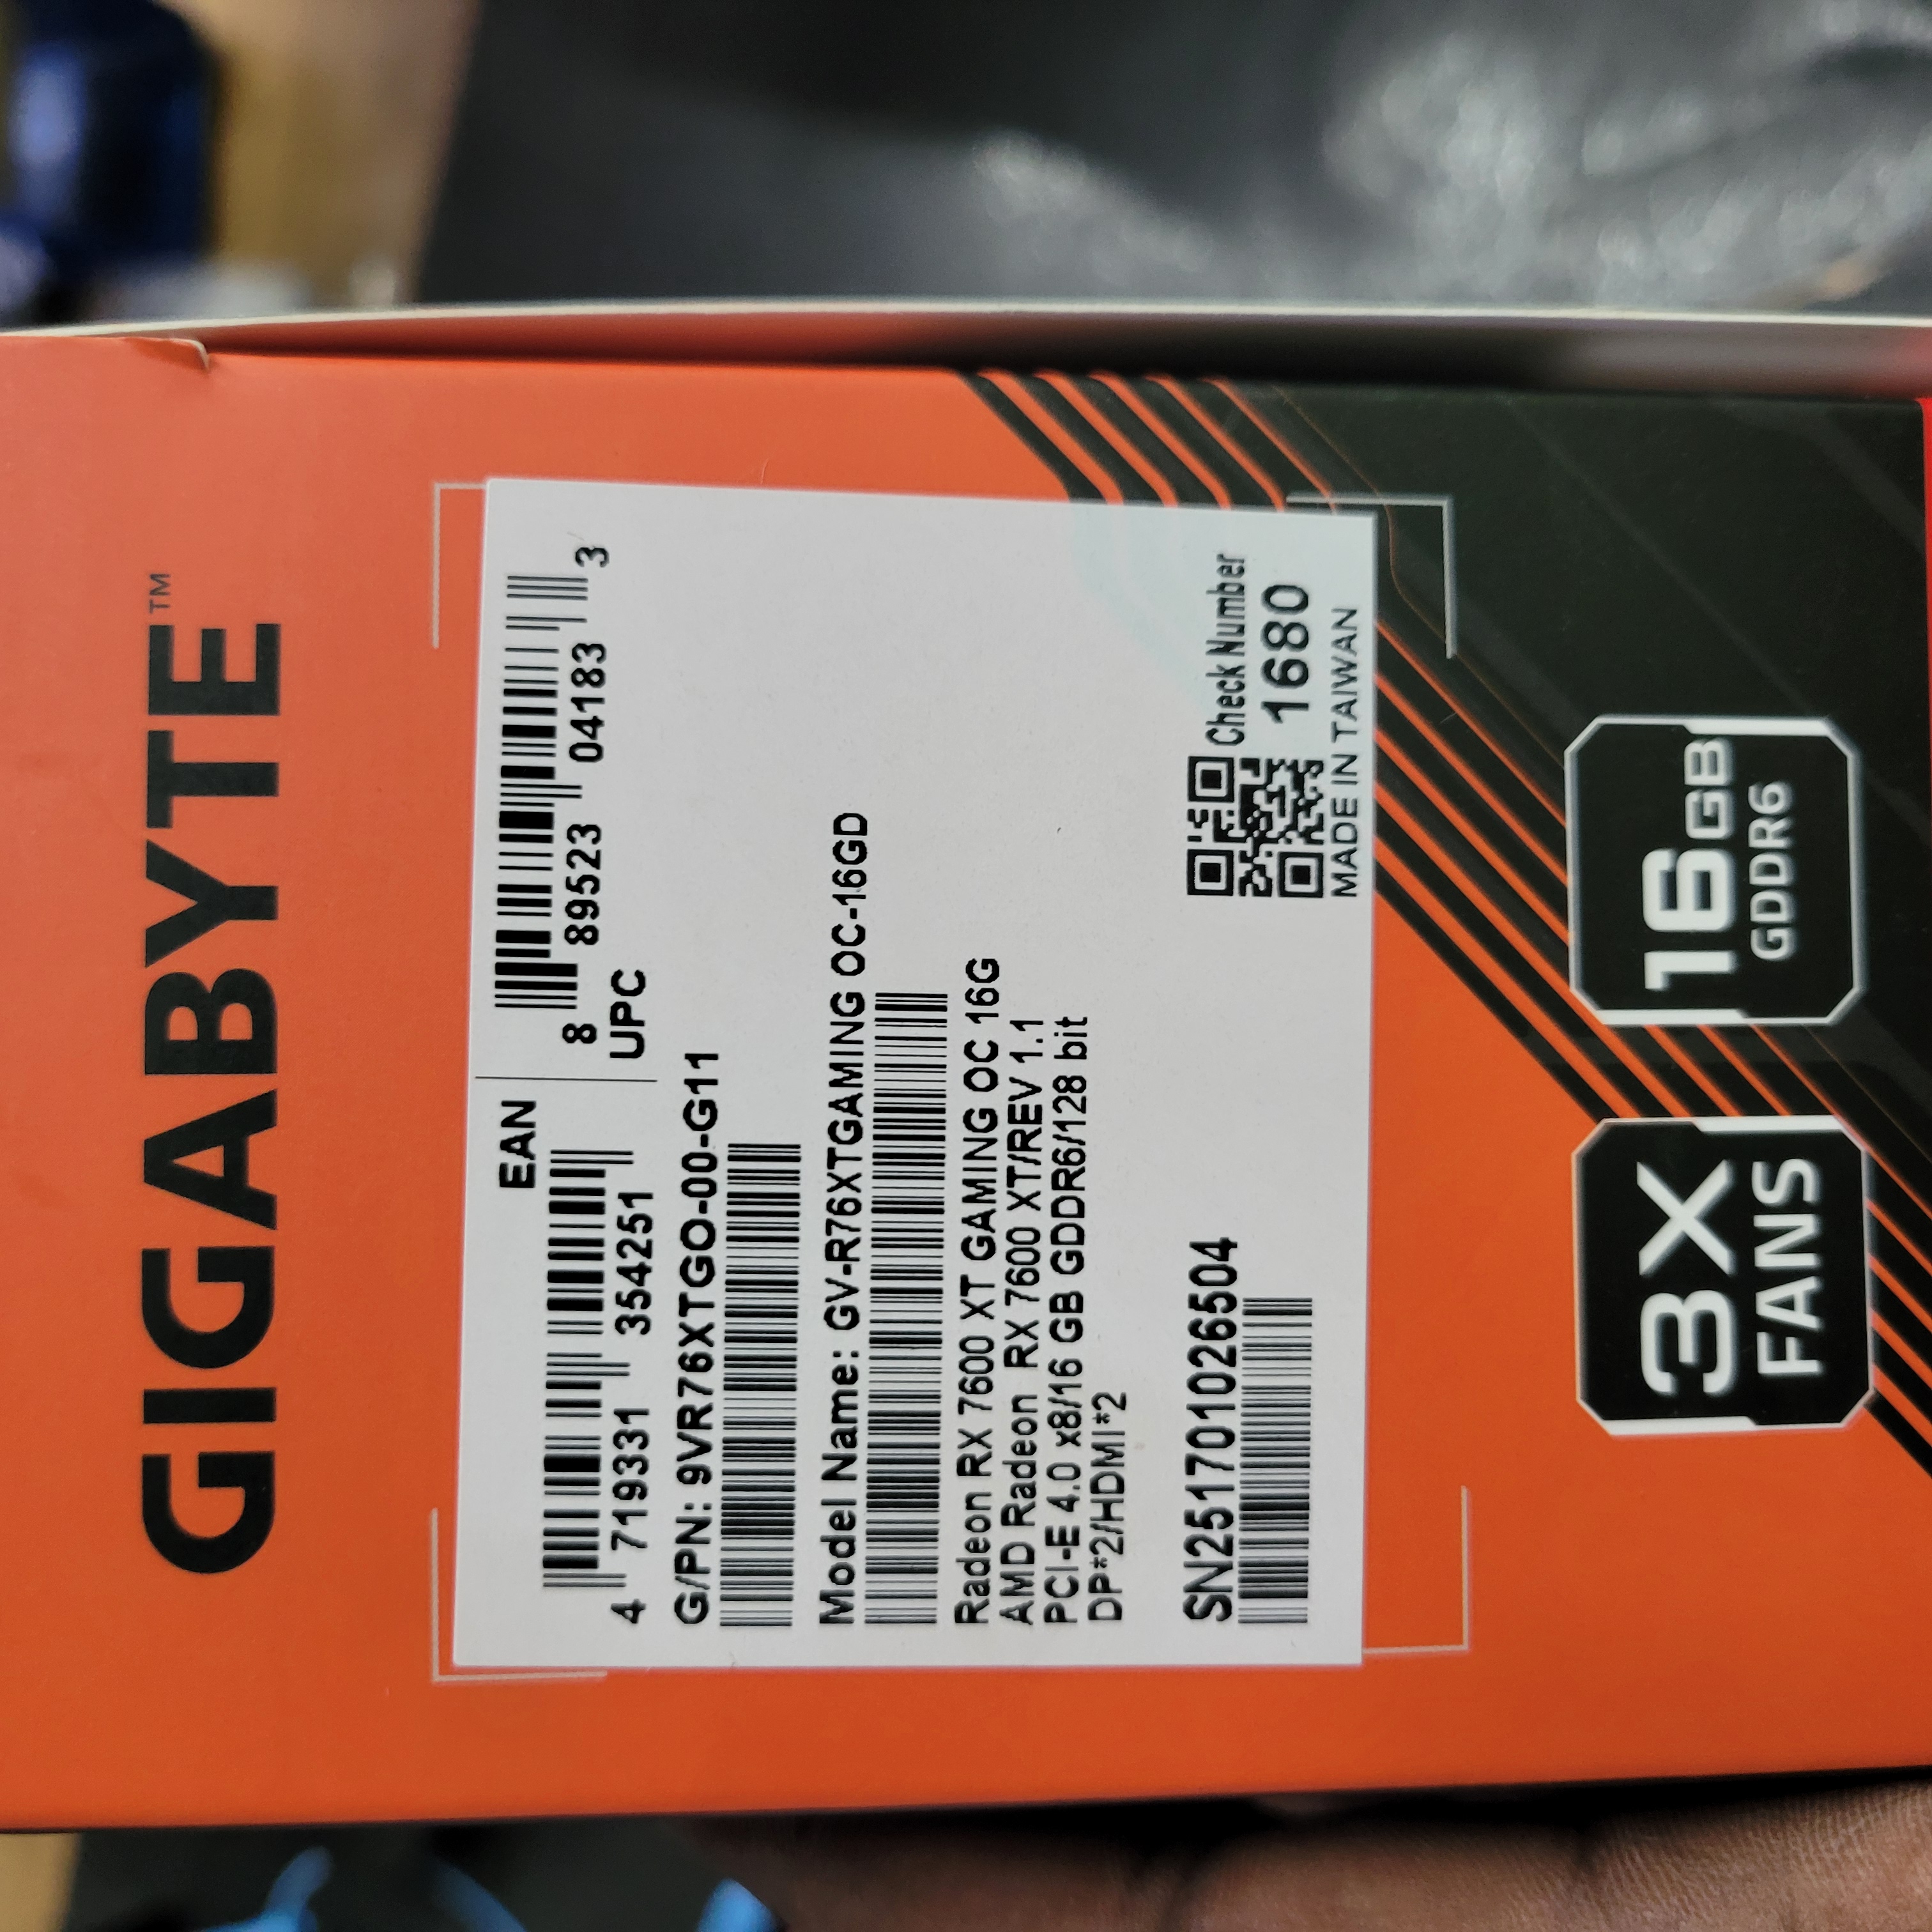 GIGABYTE™
EAN
4 719331 354251
8 89523 04183 3
UPC
G/PN: 9VR76XTGO-00-G11
Model Name: GV-R76XTGAMING OC-16GD
Radeon RX 7600 XT GAMING OC 16G
AMD Radeon RX 7600 XT/REV 1.1
PCI-E 4.0 x8/16 GB GDDR6/128 bit
DP*2/HDMI*2
SN251701026504
Check Number
1680
MADE IN TAIWAN
3X
FANS
16GB
GDDR6